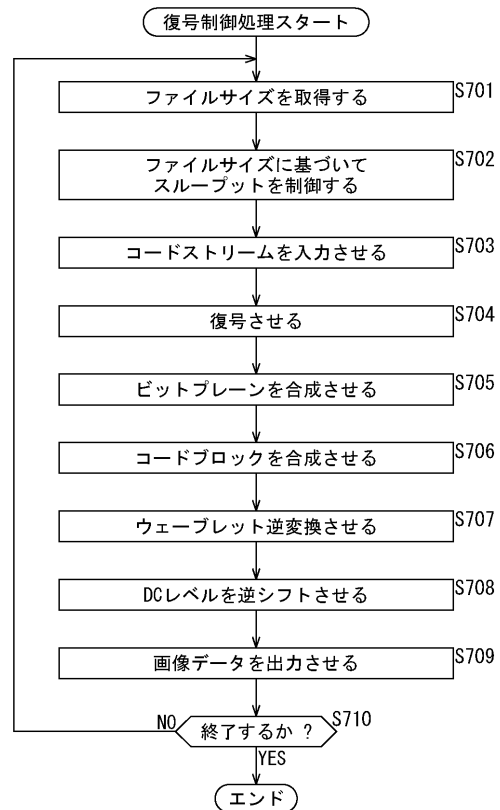 復号制御処理スタート
ファイルサイズを取得する
S701
ファイルサイズに基づいて
スループットを制御する
S702
コードストリームを入力させる
S703
復号させる
S704
ビットプレーンを合成させる
S705
コードブロックを合成させる
S706
ウェーブレット逆変換させる
S707
DCレベルを逆シフトさせる
S708
画像データを出力させる
S709
NO
終了するか ?
S710
YES
エンド